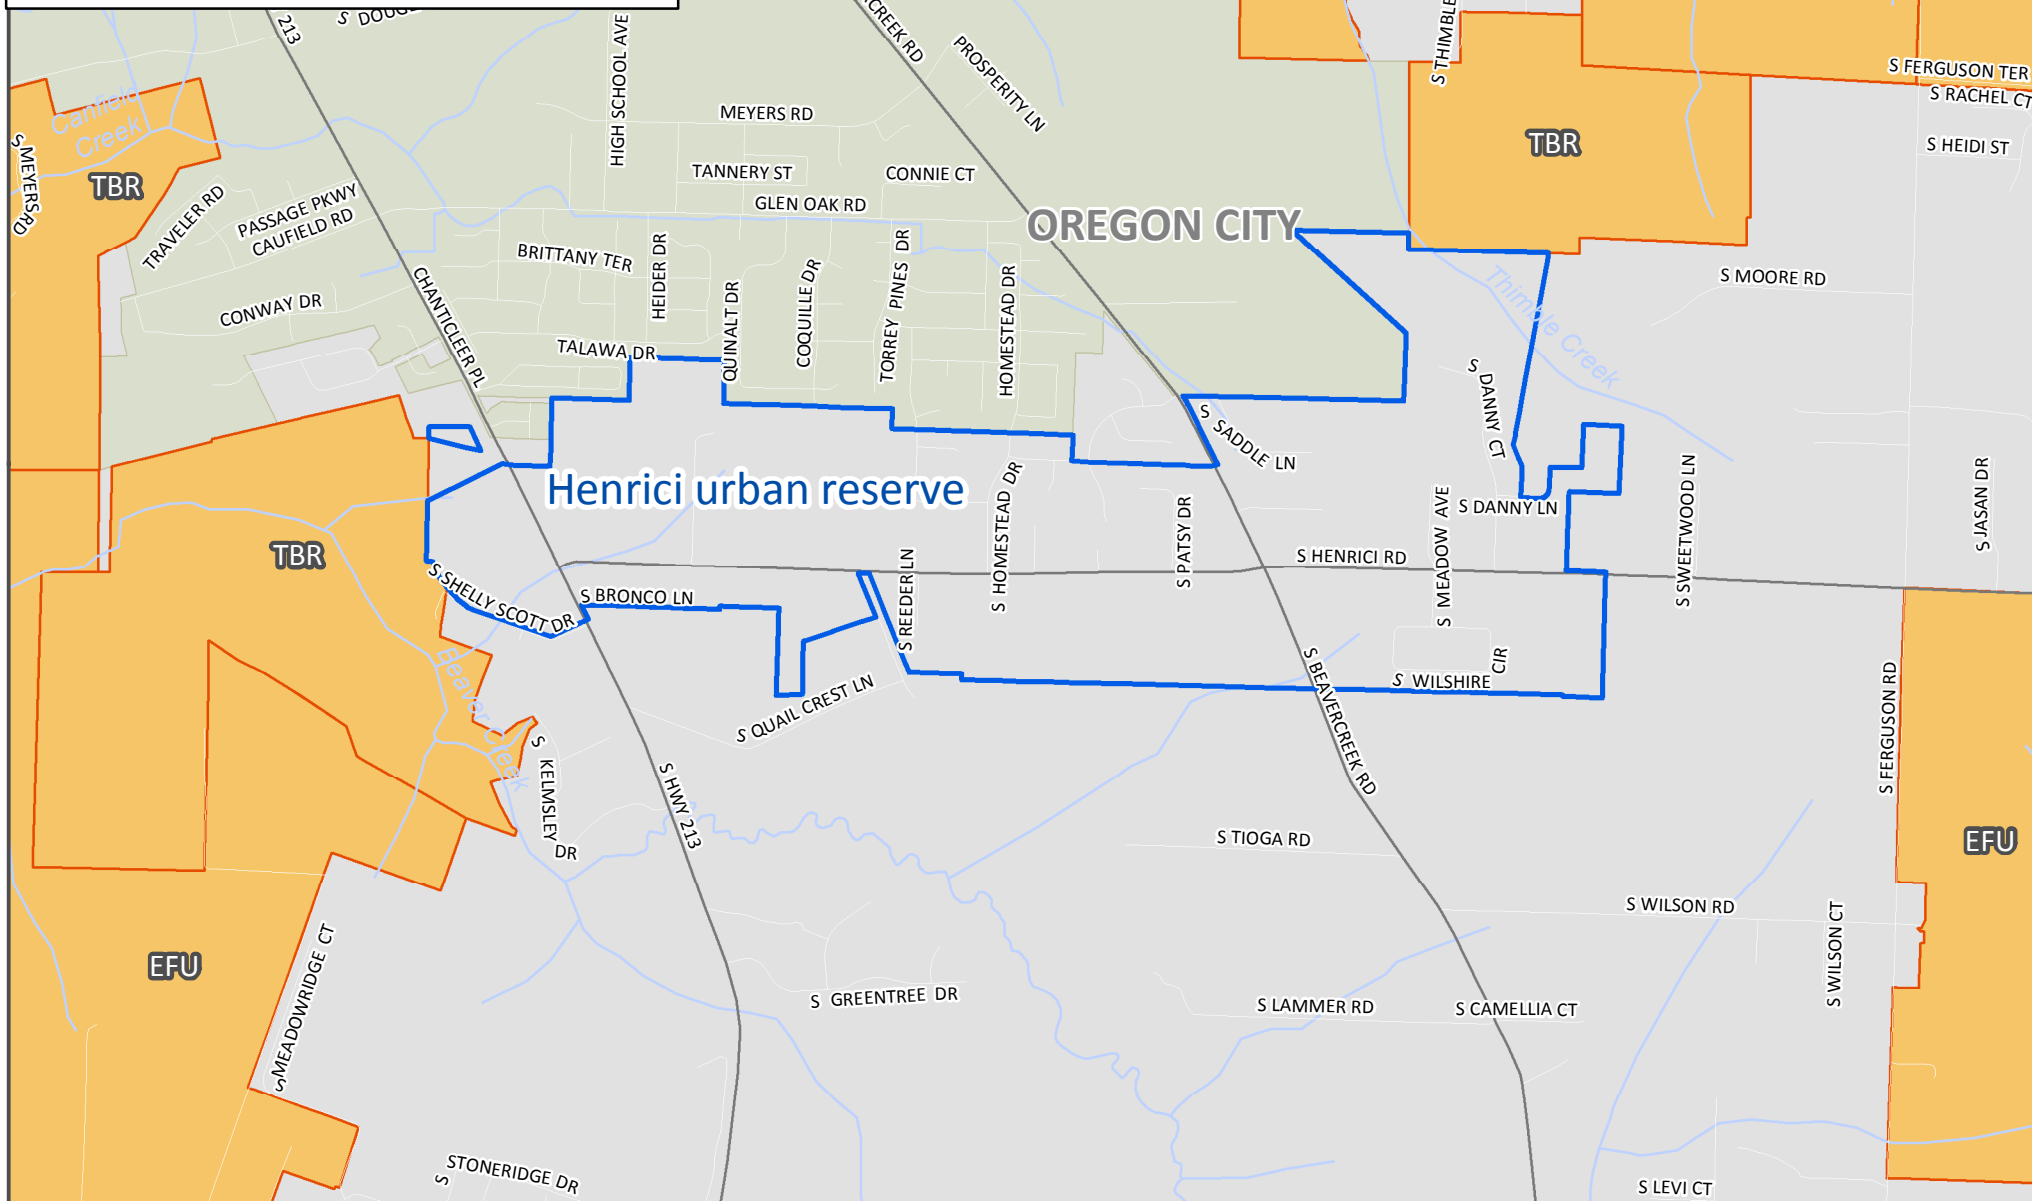 213
S DOUG
CREEK RD
PROSPERITY LN
HIGH SCHOOL AVE
S THIMBLE
S FERGUSON TER
S RACHEL CT
Canfield
Creek
MEYERS RD
TBR
S HEIDI ST
S MEYERS RD
TBR
TANNERY ST
CONNIE CT
TRAVELER RD
PASSAGE PKWY
CAUFIELD RD
GLEN OAK RD
OREGON CITY
BRITTANY TER
HEIDER DR
QUINALT DR
COQUILLE DR
TORREY PINES DR
HOMESTEAD DR
S MOORE RD
Thimble Creek
CONWAY DR
CHANTICLEER PL
TALAWA DR
S DANNY CT
S SADDLE LN
Henrici urban reserve
S HOMESTEAD DR
S PATSY DR
S MEADOW AVE
S DANNY LN
S SWEETWOOD LN
S JASAN DR
TBR
S HENRICI RD
S SHELLY SCOTT DR
S BRONCO LN
S REEDER LN
Beaver Creek
S QUAIL CREST LN
S WILSHIRE CIR
S BEAVERCREEK RD
S FERGUSON RD
S KELMSLEY DR
S HWY 213
S TIOGA RD
EFU
S WILSON RD
S WILSON CT
EFU
S MEADOWRIDGE CT
S GREENTREE DR
S LAMMER RD
S CAMELLIA CT
STONERIDGE DR
S
S LEVI CT